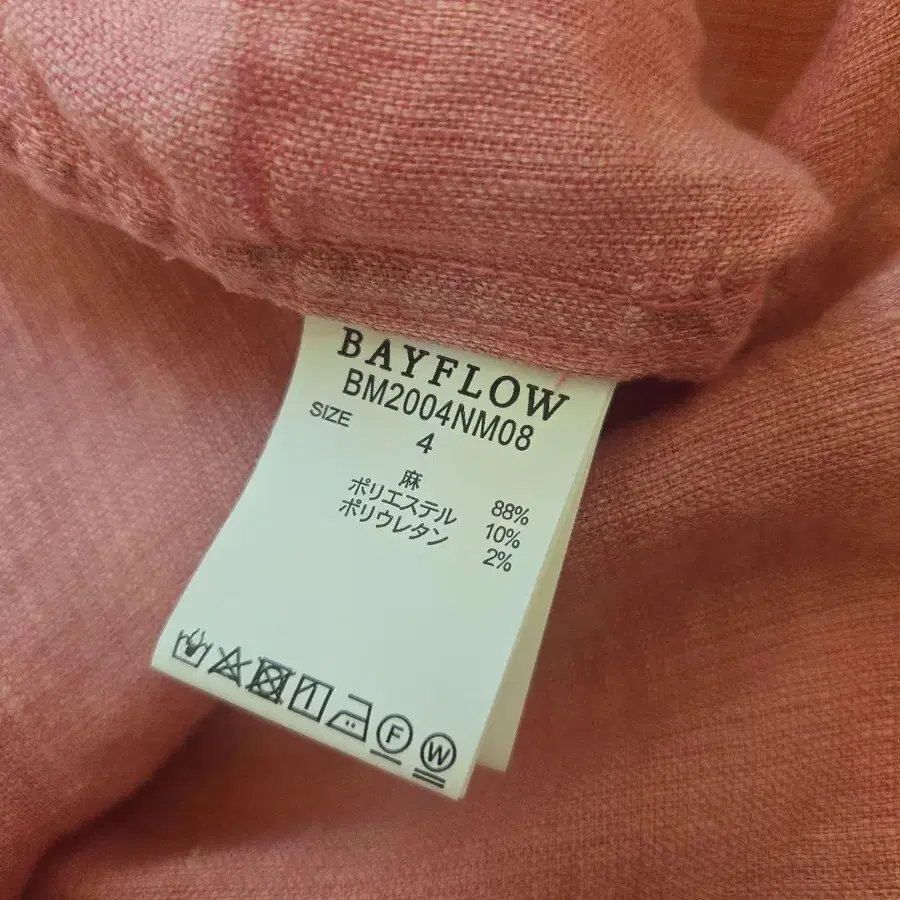 BAYFLOW
BM2004NM08
SIZE 4
麻 88%
ポリエステル 10%
ポリウレタン 2%
F W